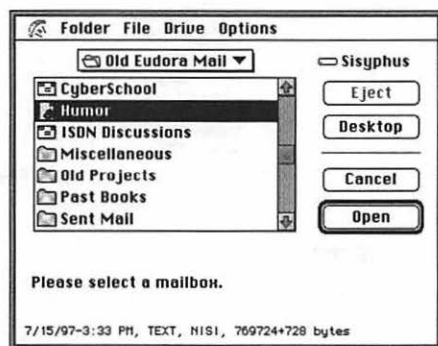 Folder File Drive Options
Old Eudora Mail
Sisyphus
CyberSchool
Humor
ISDN Discussions
Miscellaneous
Old Projects
Past Books
Sent Mail
Eject
Desktop
Cancel
Open
Please select a mailbox.
7/15/97-3:33 PM, TEXT, NISI, 769724+728 bytes